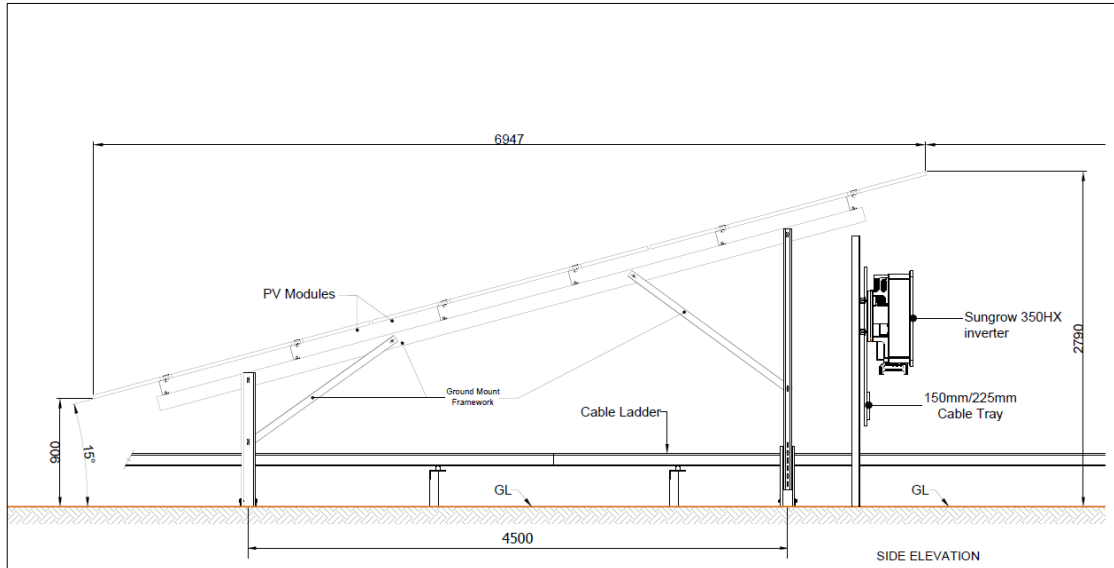 6947
PV Modules
Sungrow 350HX
inverter
2790
Ground Mount
Framework
150mm/225mm
Cable Tray
Cable Ladder
900
15°
GL
GL
4500
SIDE ELEVATION